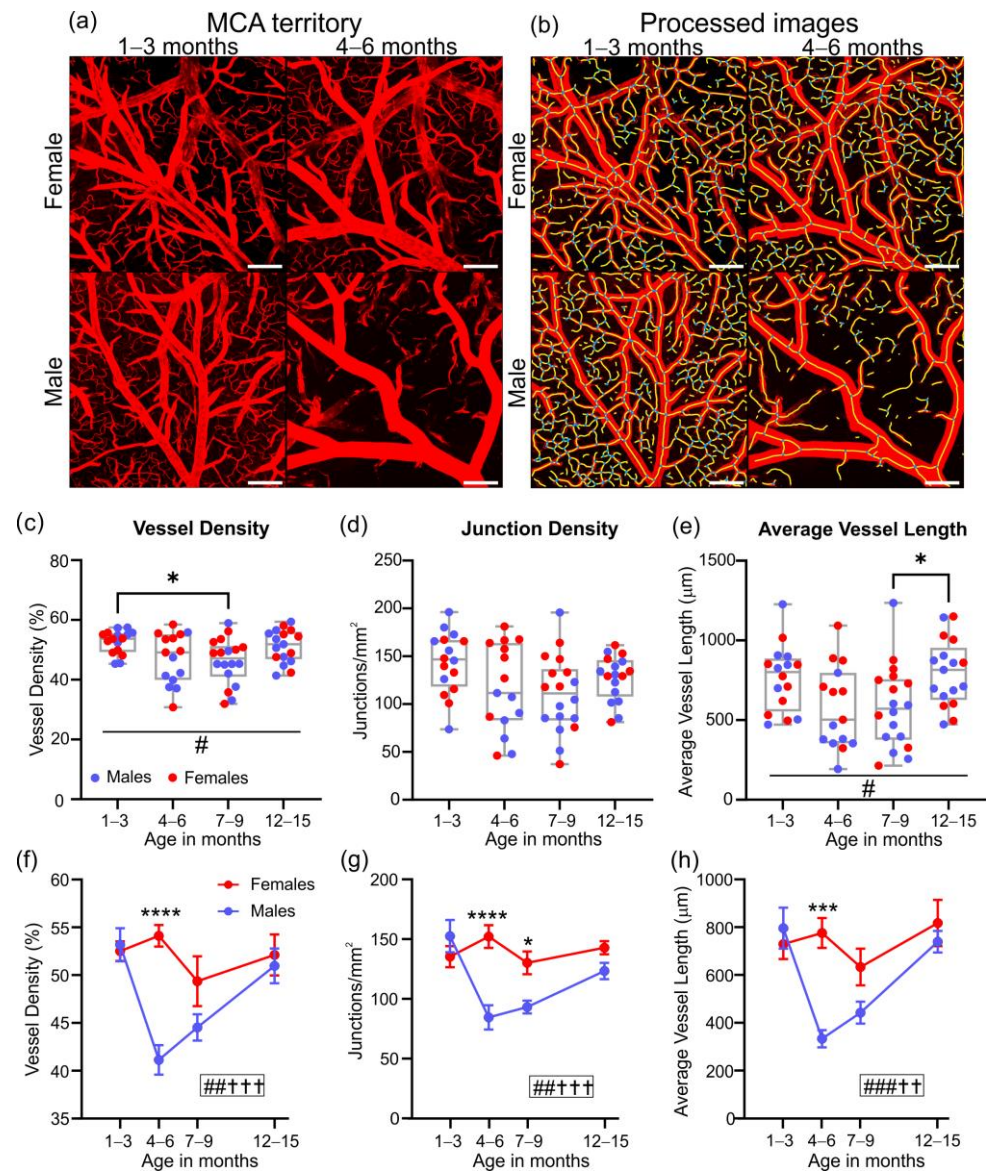 (a) MCA territory
1–3 months 4–6 months
Female
Male
(b) Processed images
1–3 months 4–6 months
Female
Male
(c) Vessel Density
Vessel Density (%)
80
60
40
20
0
*
#
Males Females
1–3 4–6 7–9 12–15
Age in months
(d) Junction Density
Junctions/mm²
250
200
150
100
50
0
1–3 4–6 7–9 12–15
Age in months
(e) Average Vessel Length
Average Vessel Length (μm)
1500
1000
500
0
*
#
1–3 4–6 7–9 12–15
Age in months
(f)
Vessel Density (%)
60
55
50
45
40
35
Females
Males
****
##†††
1–3 4–6 7–9 12–15
Age in months
(g)
Junctions/mm²
200
150
100
50
0
****
*
##†††
1–3 4–6 7–9 12–15
Age in months
(h)
Average Vessel Length (μm)
1000
800
600
400
200
0
***
###††
1–3 4–6 7–9 12–15
Age in months